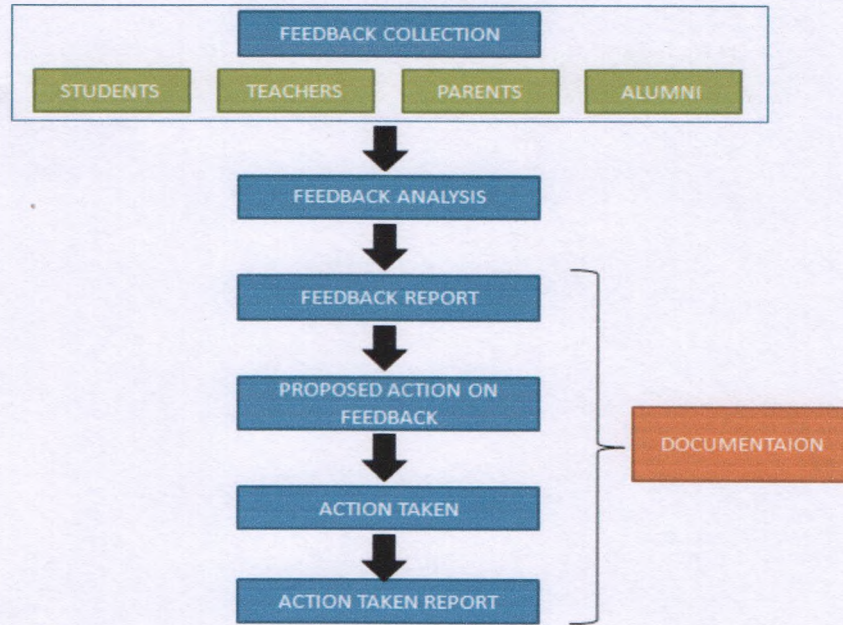 FEEDBACK COLLECTION
STUDENTS
TEACHERS
PARENTS
ALUMNI
FEEDBACK ANALYSIS
FEEDBACK REPORT
PROPOSED ACTION ON
FEEDBACK
DOCUMENTAION
ACTION TAKEN
ACTION TAKEN REPORT